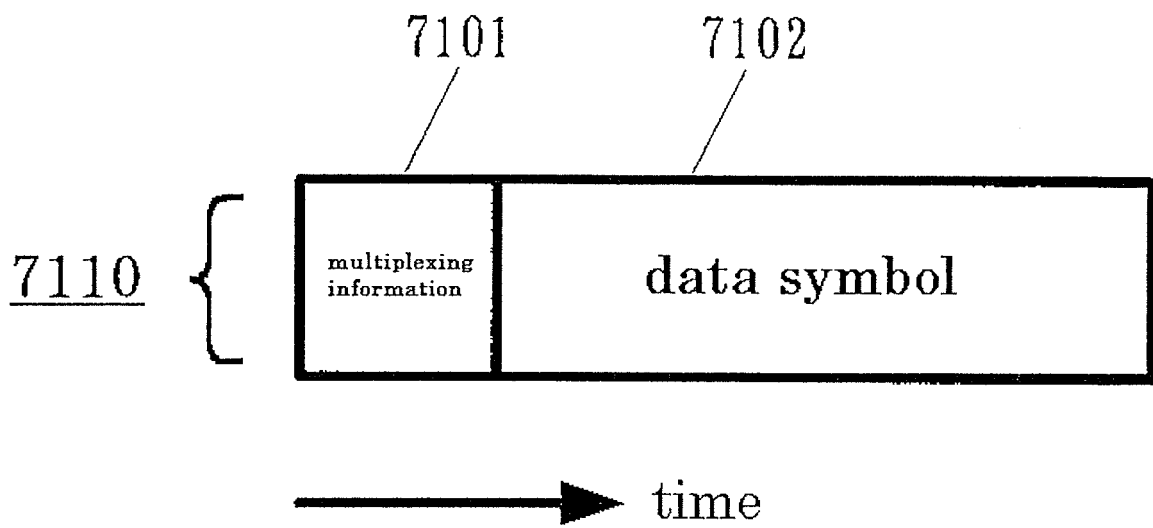 7101 7102
7110
multiplexing
information
data symbol
time